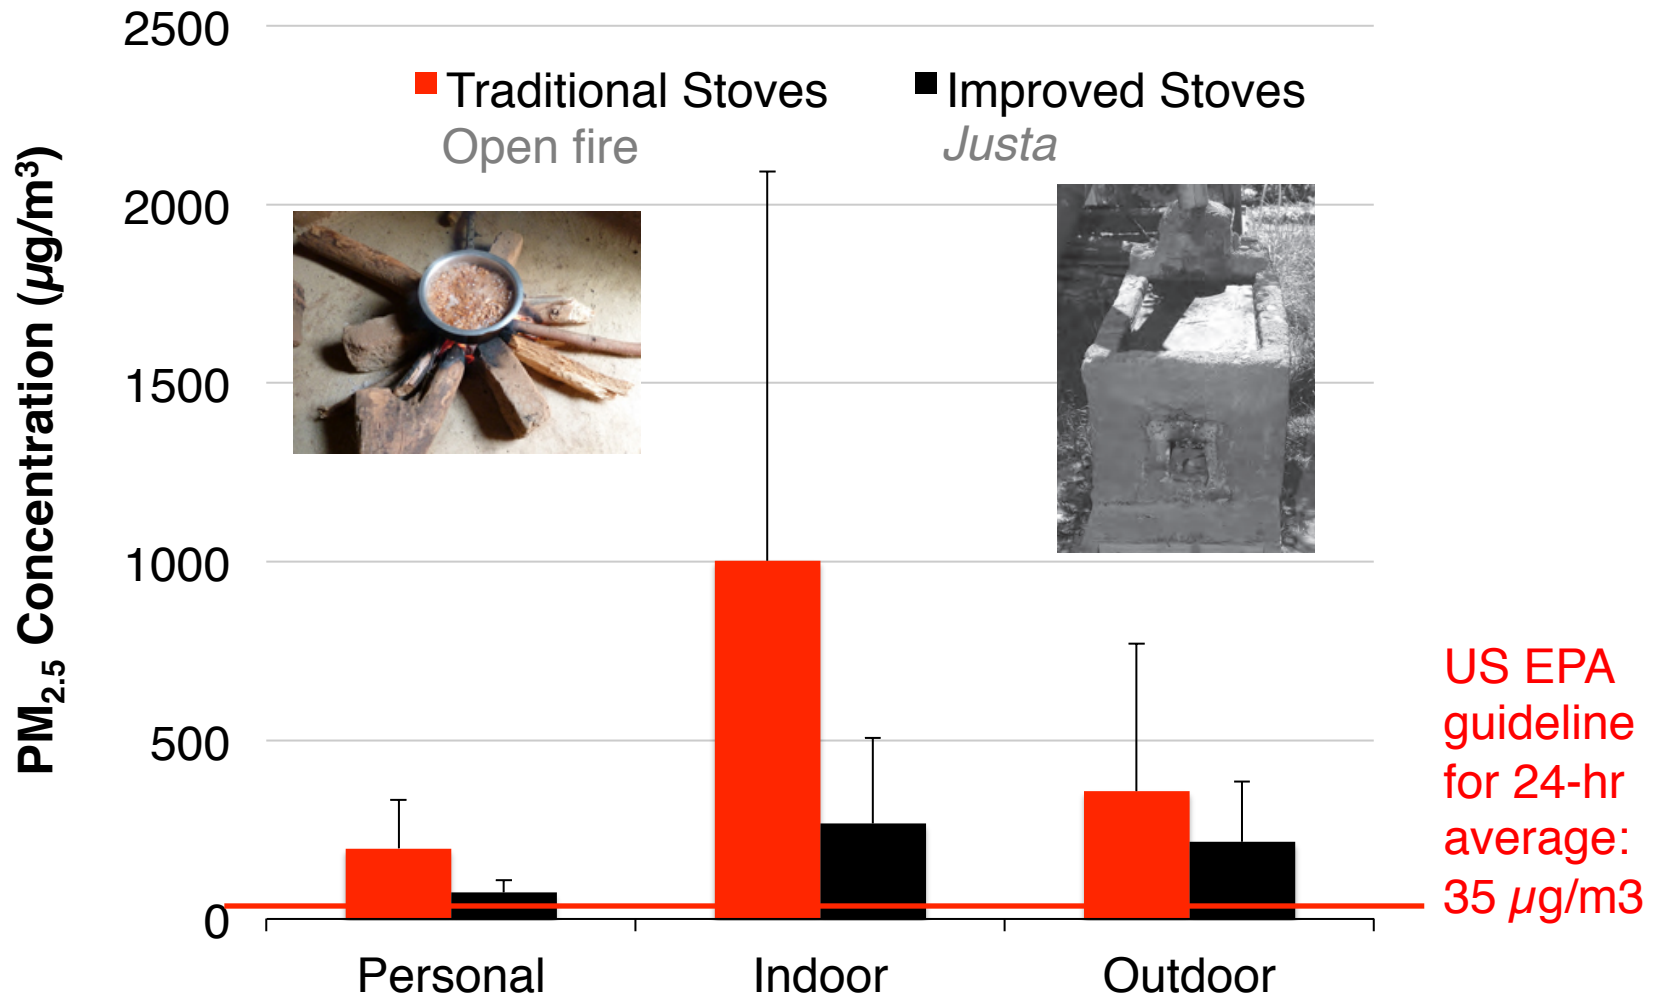 2500
Traditional Stoves
Open fire
Improved Stoves
Justa
2000
1500
1000
500
0
PM2.5 Concentration (µg/m³)
Personal
Indoor
Outdoor
US EPA
guideline
for 24-hr
average:
35 µg/m3